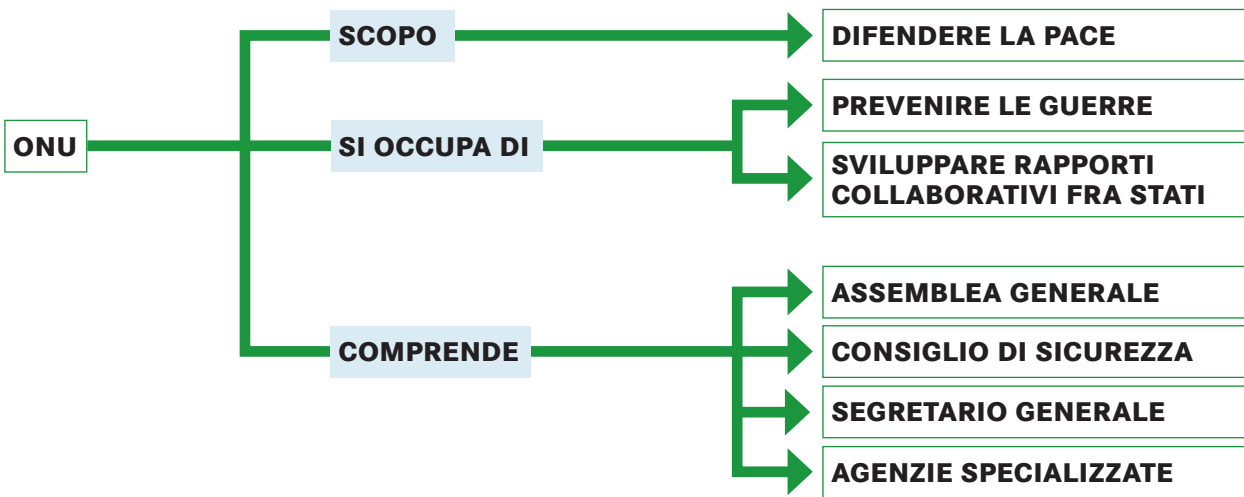 ONU
SCOPO
DIFENDERE LA PACE
SI OCCUPA DI
PREVENIRE LE GUERRE
SVILUPPARE RAPPORTI
COLLABORATIVI FRA STATI
COMPRENDE
ASSEMBLEA GENERALE
CONSIGLIO DI SICUREZZA
SEGRETARIO GENERALE
AGENZIE SPECIALIZZATE